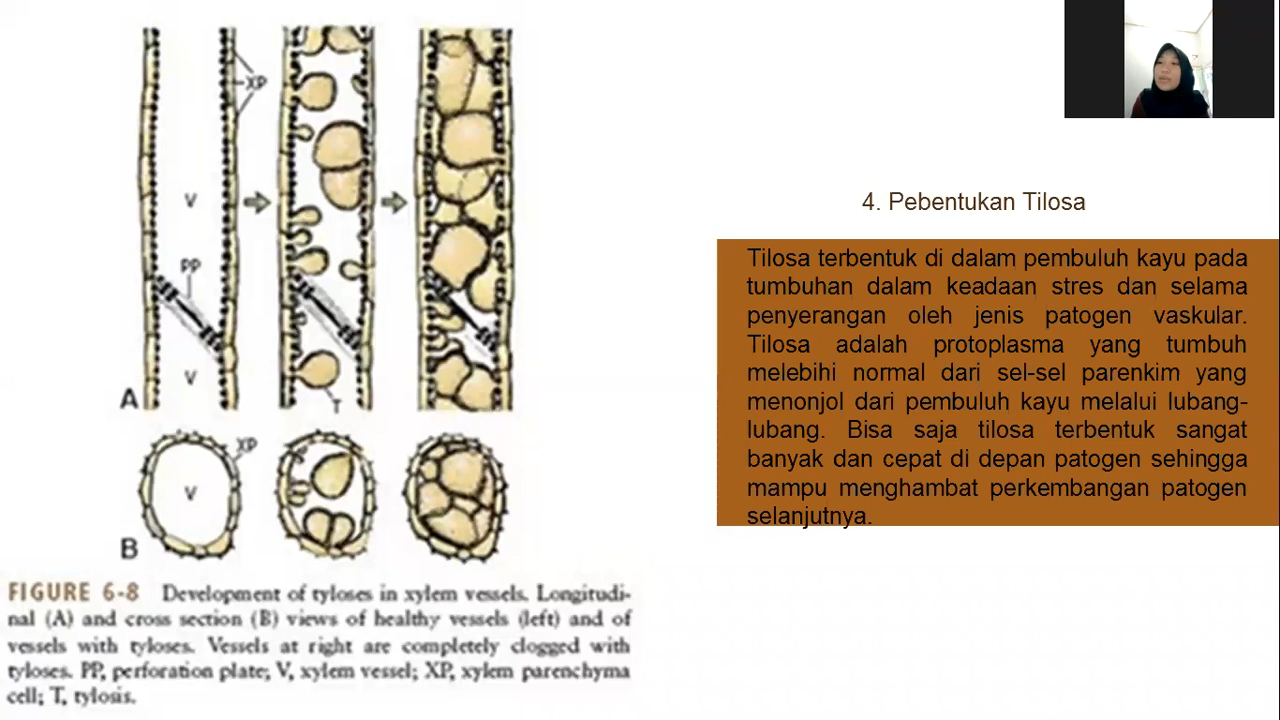 XP
V
PP
V
A
T
XP
V
B
FIGURE 6-8 Development of tyloses in xylem vessels. Longitudi-
nal (A) and cross section (B) views of healthy vessels (left) and of
vessels with tyloses. Vessels at right are completely clogged with
tyloses. PP, perforation plate; V, xylem vessel; XP, xylem parenchyma
cell; T, tylosis.
4. Pebentukan Tilosa
Tilosa terbentuk di dalam pembuluh kayu pada
tumbuhan dalam keadaan stres dan selama
penyerangan oleh jenis patogen vaskular.
Tilosa adalah protoplasma yang tumbuh
melebihi normal dari sel-sel parenkim yang
menonjol dari pembuluh kayu melalui lubang-
lubang. Bisa saja tilosa terbentuk sangat
banyak dan cepat di depan patogen sehingga
mampu menghambat perkembangan patogen
selanjutnya.